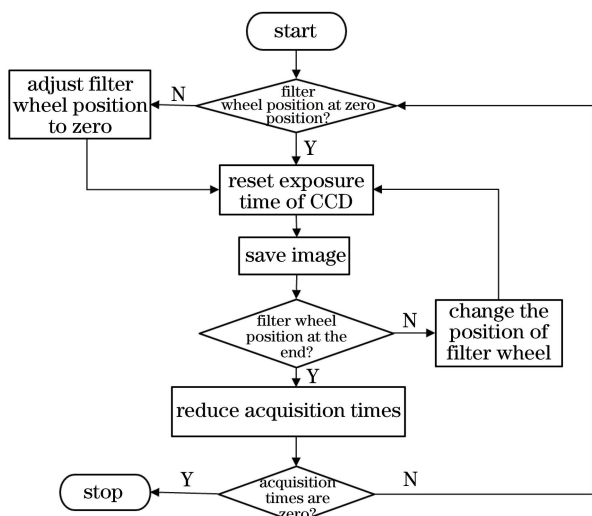 start
filter
wheel position at zero
position?
N
adjust filter
wheel position
to zero
Y
reset exposure
time of CCD
save image
filter wheel
position at the
end?
N
change the
position of
filter wheel
Y
reduce acquisition times
acquisition
times are
zero?
Y
stop
N